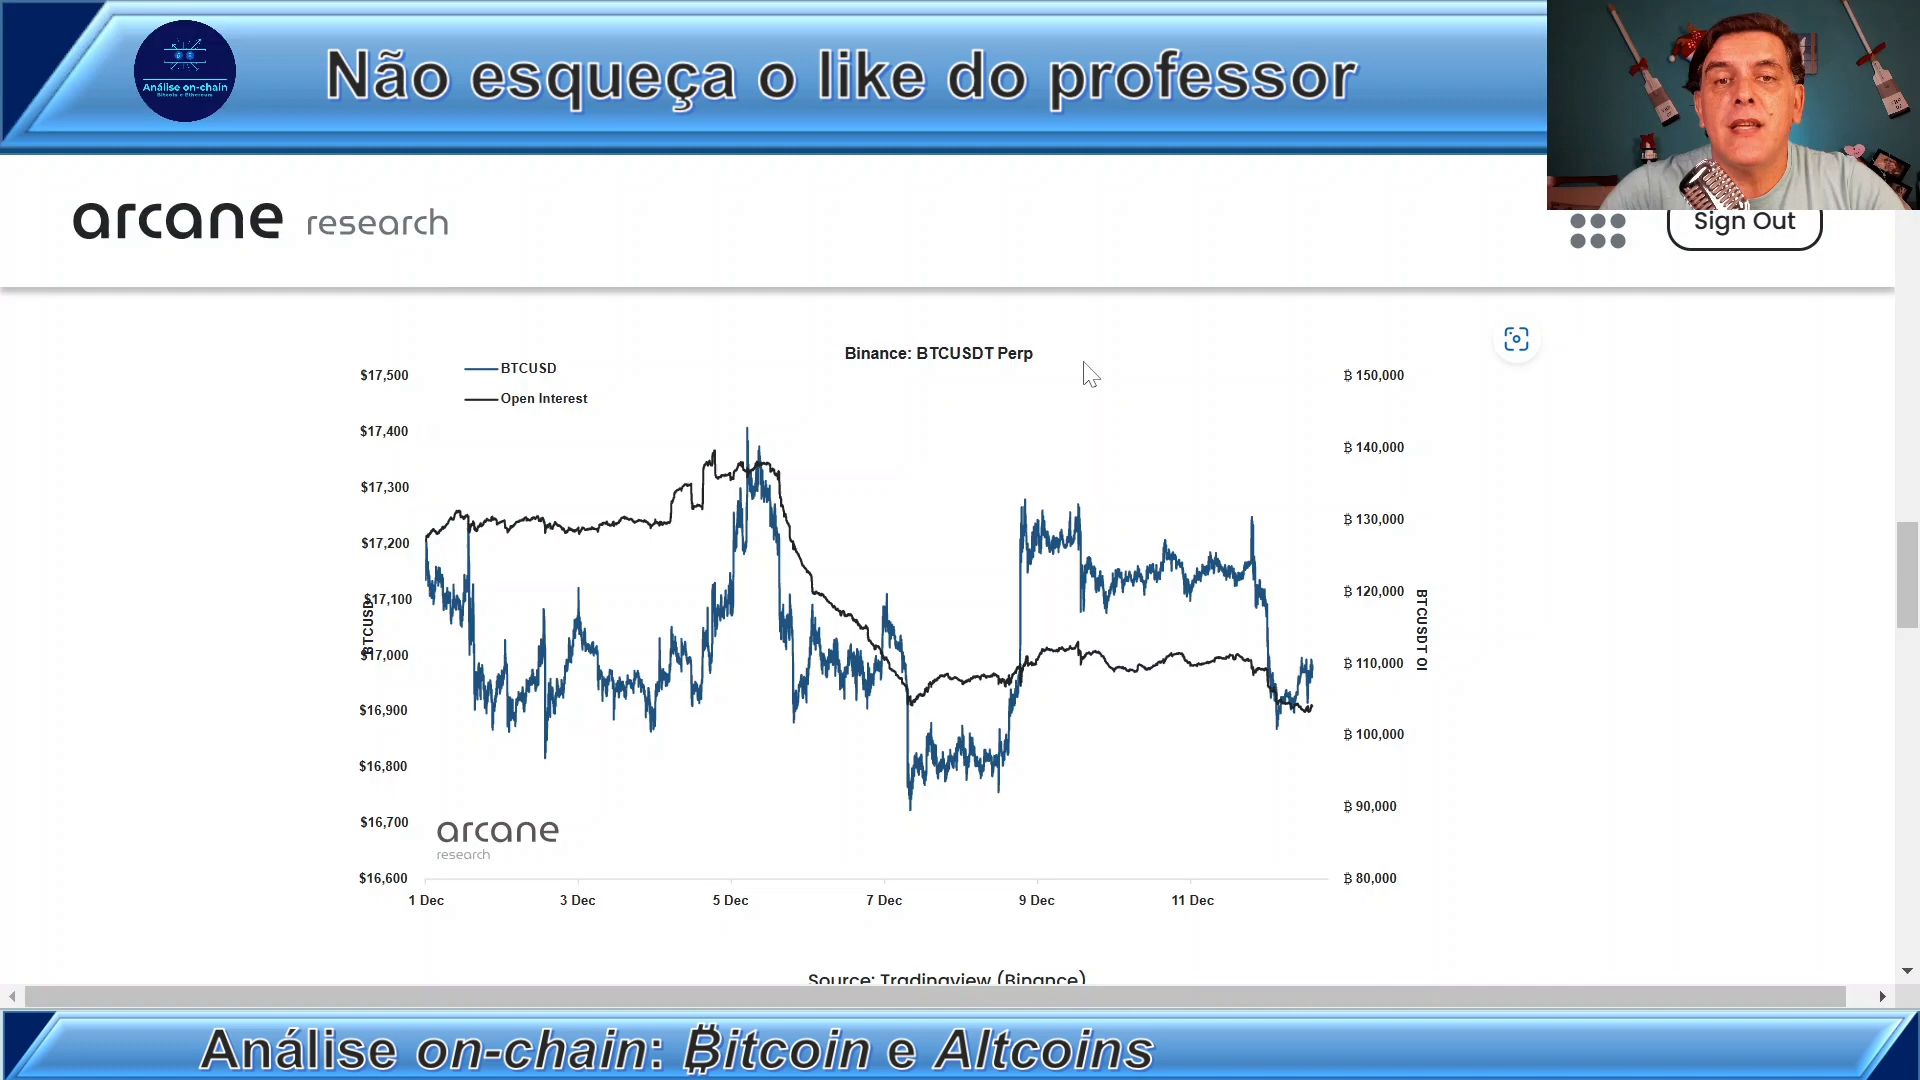 Análise on-chain
Bitcoin e Ethereum
Não esqueça o like do professor
arcane research
Sign Out
Binance: BTCUSDT Perp
BTCUSD
Open Interest
$17,500
$17,400
$17,300
$17,200
$17,100
$17,000
$16,900
$16,800
$16,700
$16,600
BTCUSD
₿ 150,000
₿ 140,000
₿ 130,000
₿ 120,000
₿ 110,000
₿ 100,000
₿ 90,000
₿ 80,000
BTCUSDT OI
arcane
research
1 Dec 3 Dec 5 Dec 7 Dec 9 Dec 11 Dec
Source: Tradingview (Binance)
Análise on-chain: ₿itcoin e Altcoins